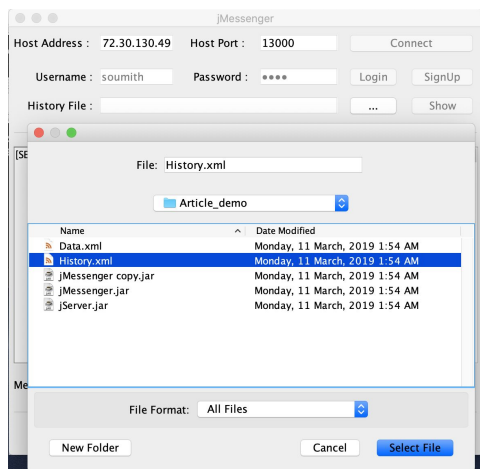 jMessenger
Host Address : 72.30.130.49 Host Port : 13000 Connect
Username : soumith Password : •••• Login SignUp
History File : ... Show
[SE
File: History.xml
Article_demo
Name Date Modified
Data.xml Monday, 11 March, 2019 1:54 AM
History.xml Monday, 11 March, 2019 1:54 AM
jMessenger copy.jar Monday, 11 March, 2019 1:54 AM
jMessenger.jar Monday, 11 March, 2019 1:54 AM
jServer.jar Monday, 11 March, 2019 1:54 AM
Me
File Format: All Files
New Folder Cancel Select File